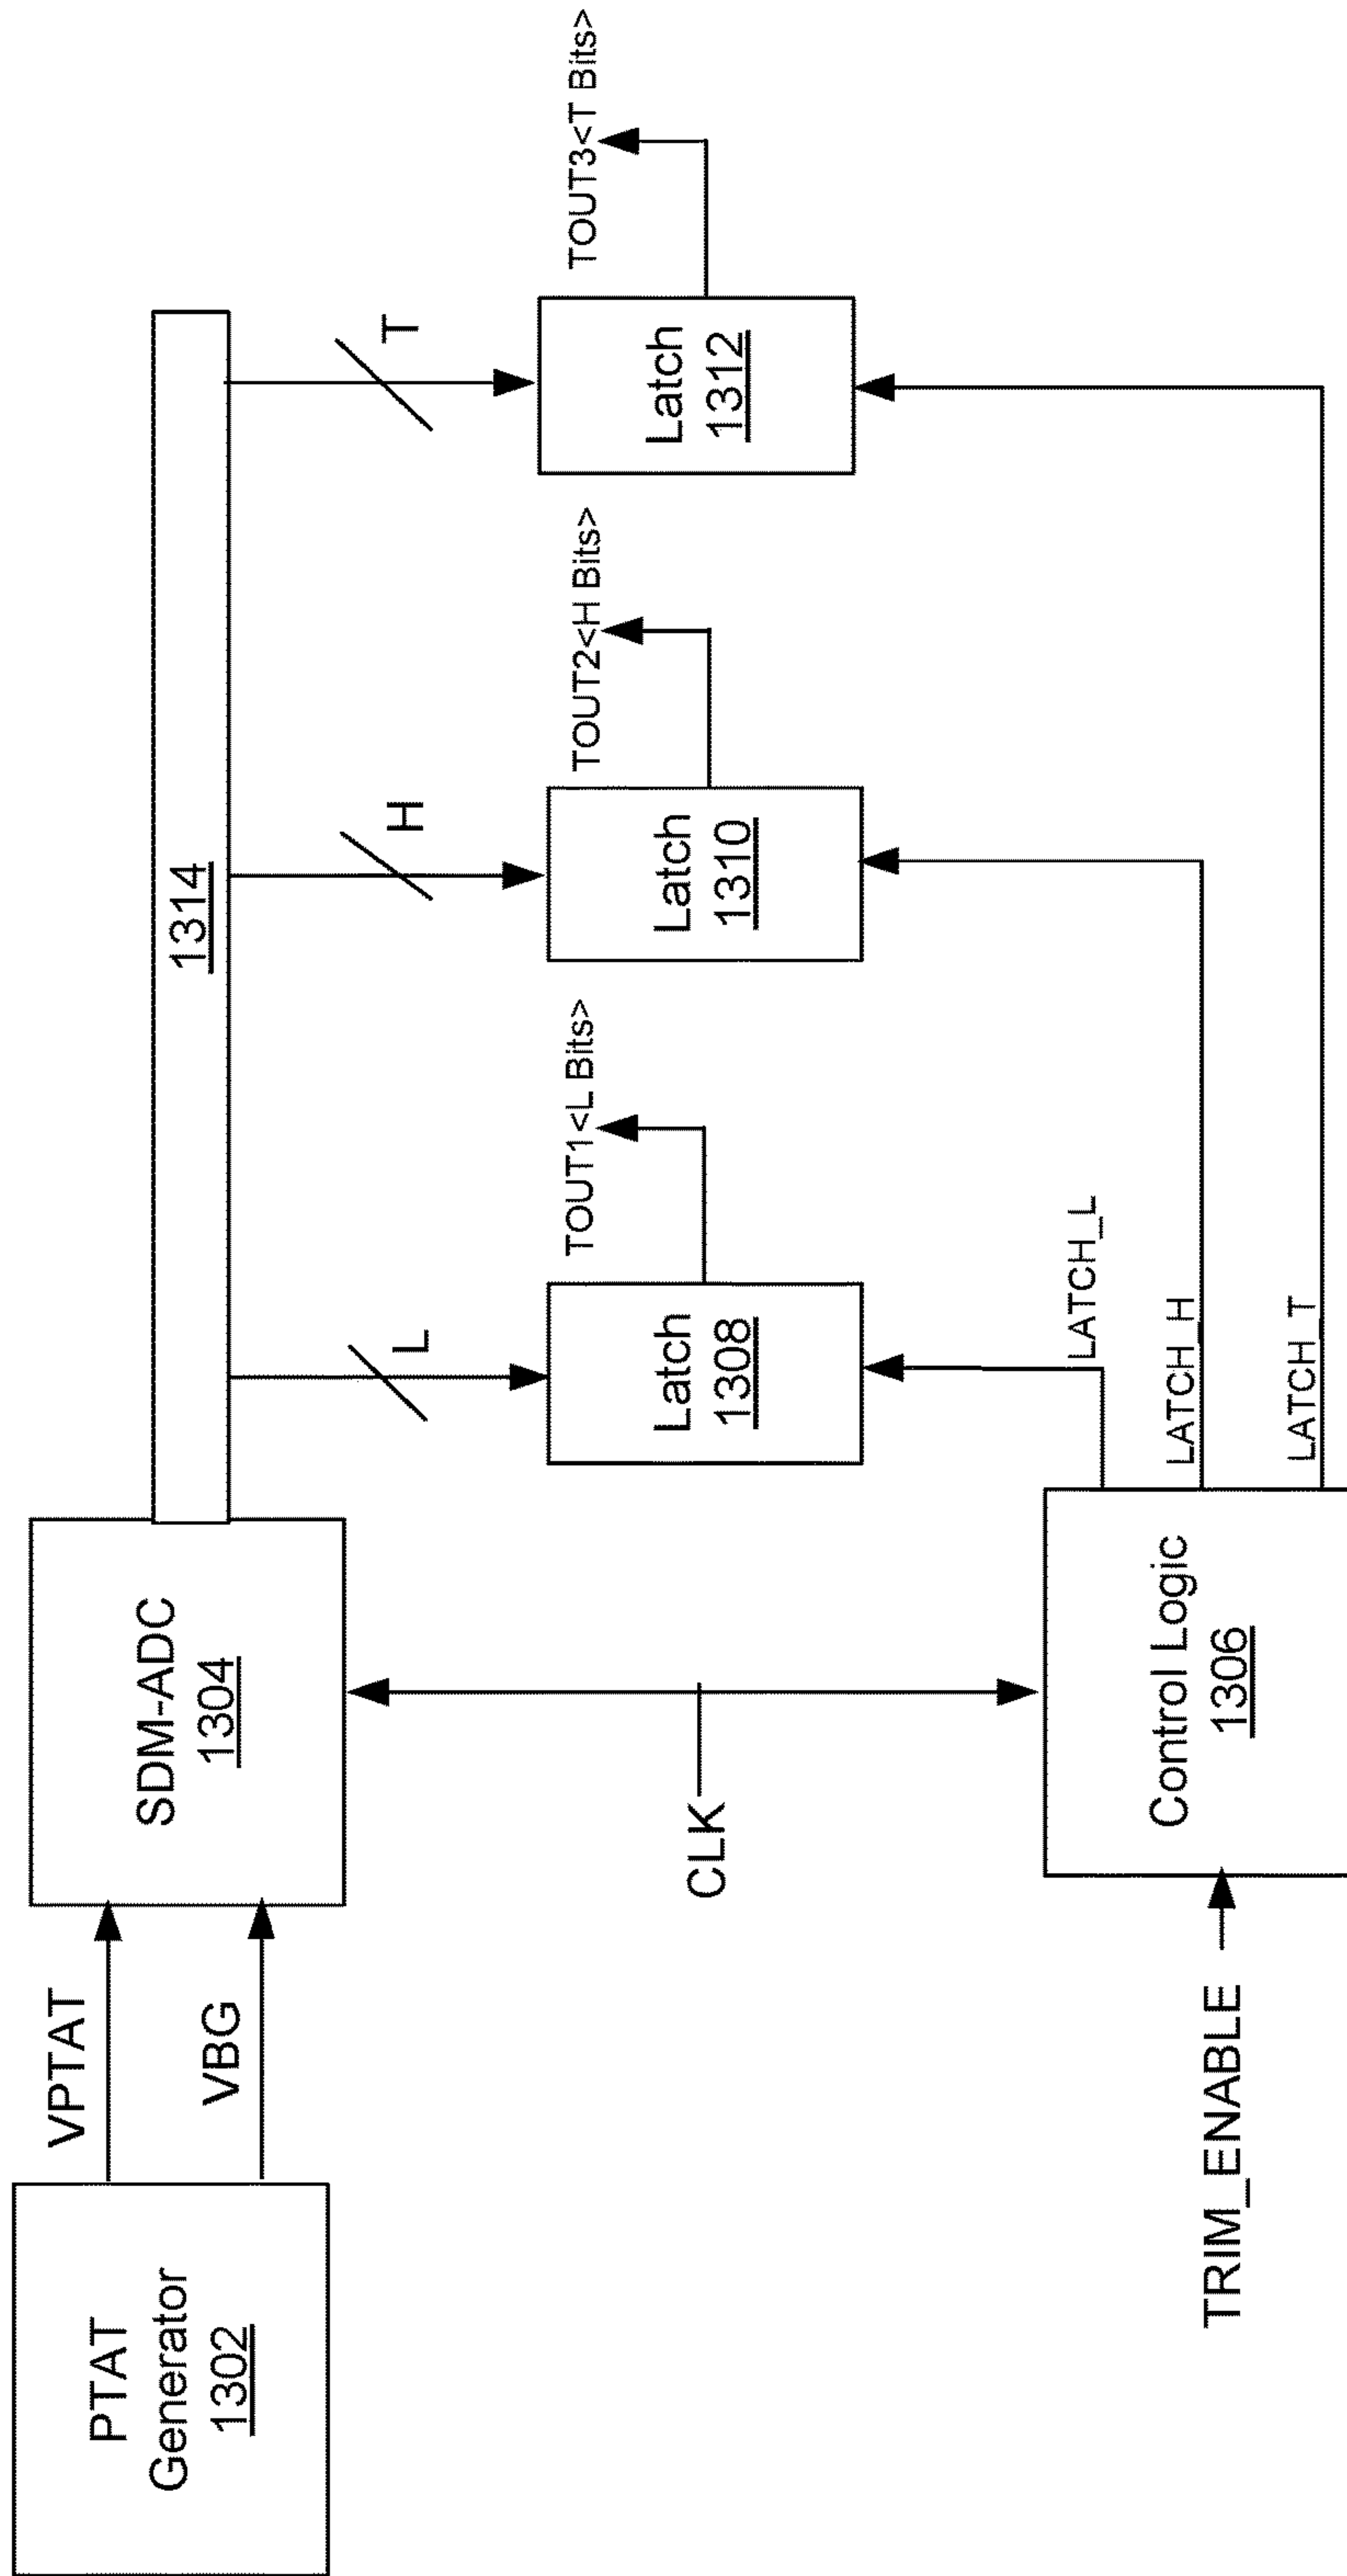 PTAT
Generator
1302
VPTAT
VBG
SDM-ADC
1304
1314
L
H
T
TOUT1<L Bits>
TOUT2<H Bits>
TOUT3<T Bits>
Latch
1308
Latch
1310
Latch
1312
CLK
LATCH_L
LATCH_H
LATCH_T
TRIM_ENABLE
Control Logic
1306